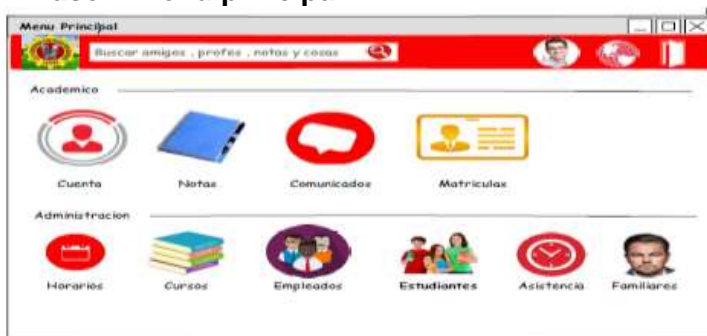 Menu Principal
Buscar amigos , profes , notas y cosas
Academico
Cuenta Notas Comunicados Matriculas
Administracion
Horarios Cursos Empleados Estudiantes Asistencia Familiares